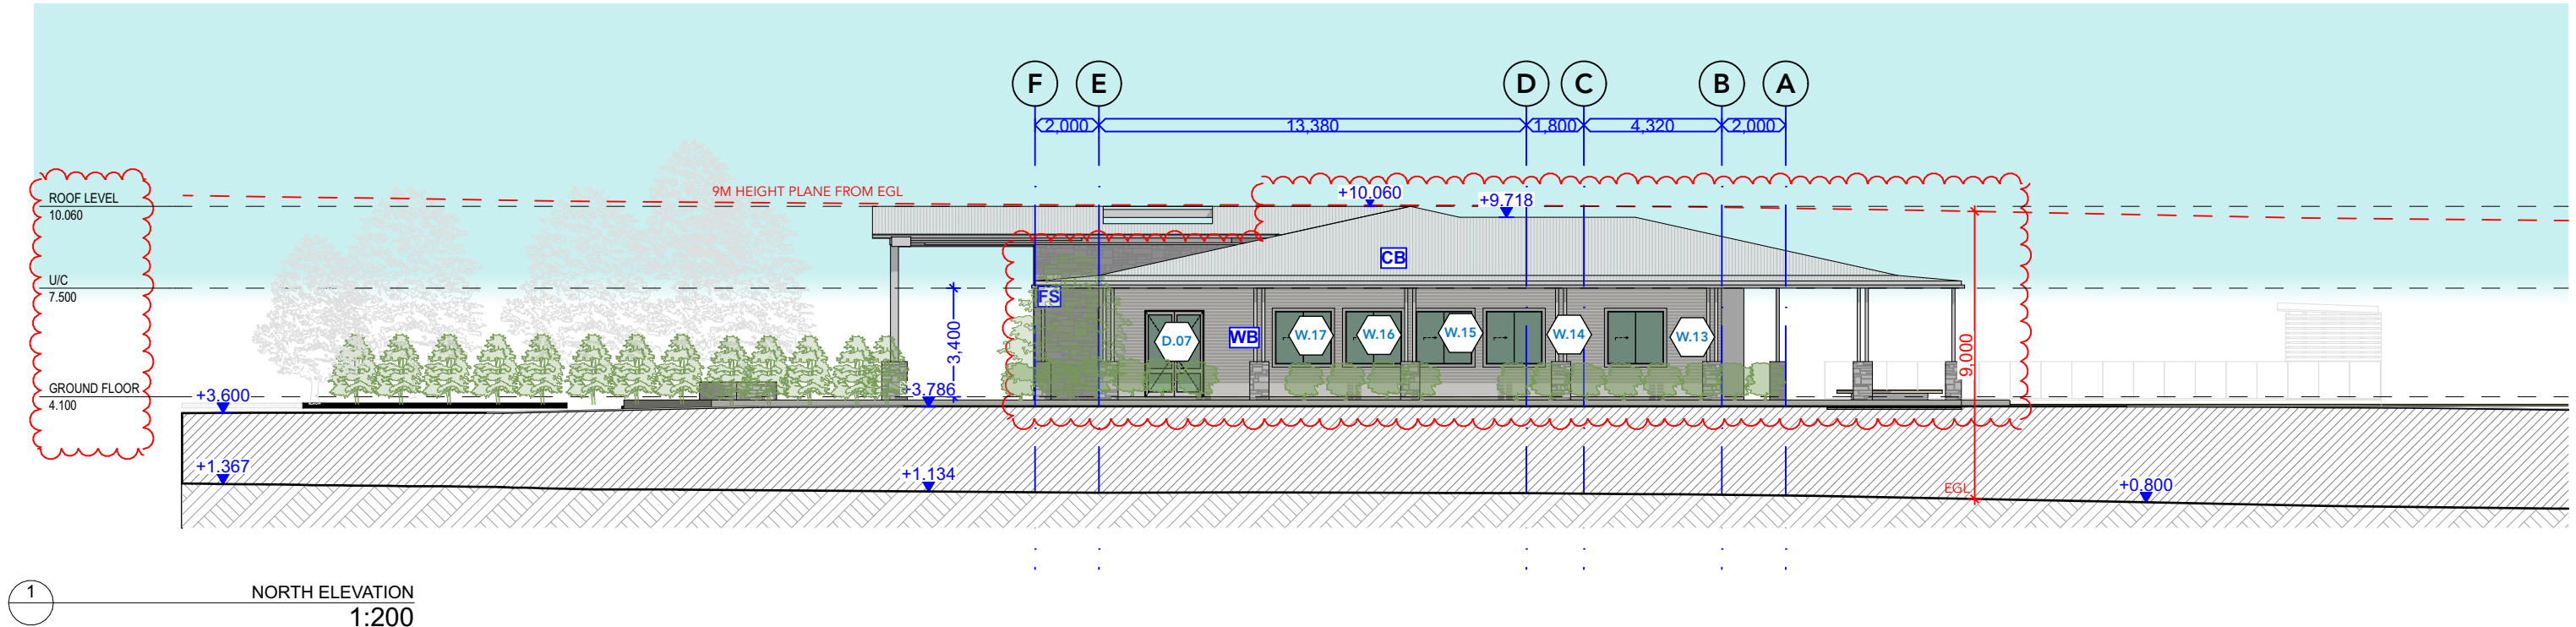 F E D C B A
2,000 13,380 1,800 4,320 2,000
9M HEIGHT PLANE FROM EGL
ROOF LEVEL
10.060
+10.060
+9.718
CB
U/C
7.500
FS
3,400
WB
D.07
W.17
W.16
W.15
W.14
W.13
9,000
GROUND FLOOR
4.100
+3.600
+3.786
+1.367
+1.134
EGL
+0.800
1
NORTH ELEVATION
1:200